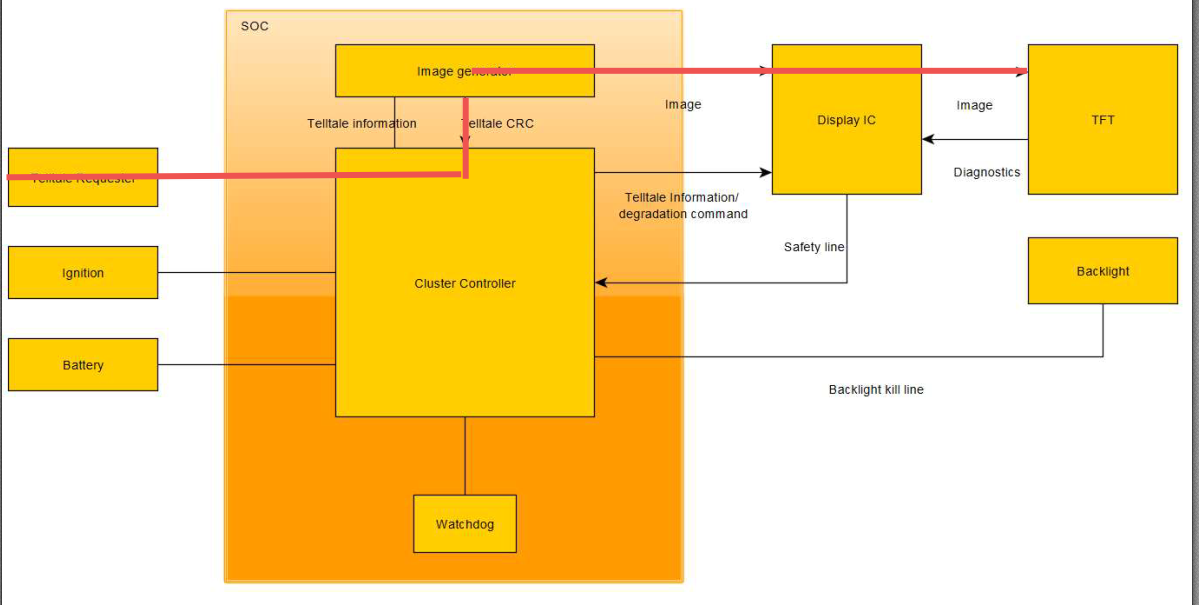 SOC
Image generator
Image
Display IC
Image
TFT
Telltale information
Telltale CRC
Diagnostics
Telltale Requester
Telltale Information/
degradation command
Safety line
Ignition
Cluster Controller
Backlight
Battery
Backlight kill line
Watchdog